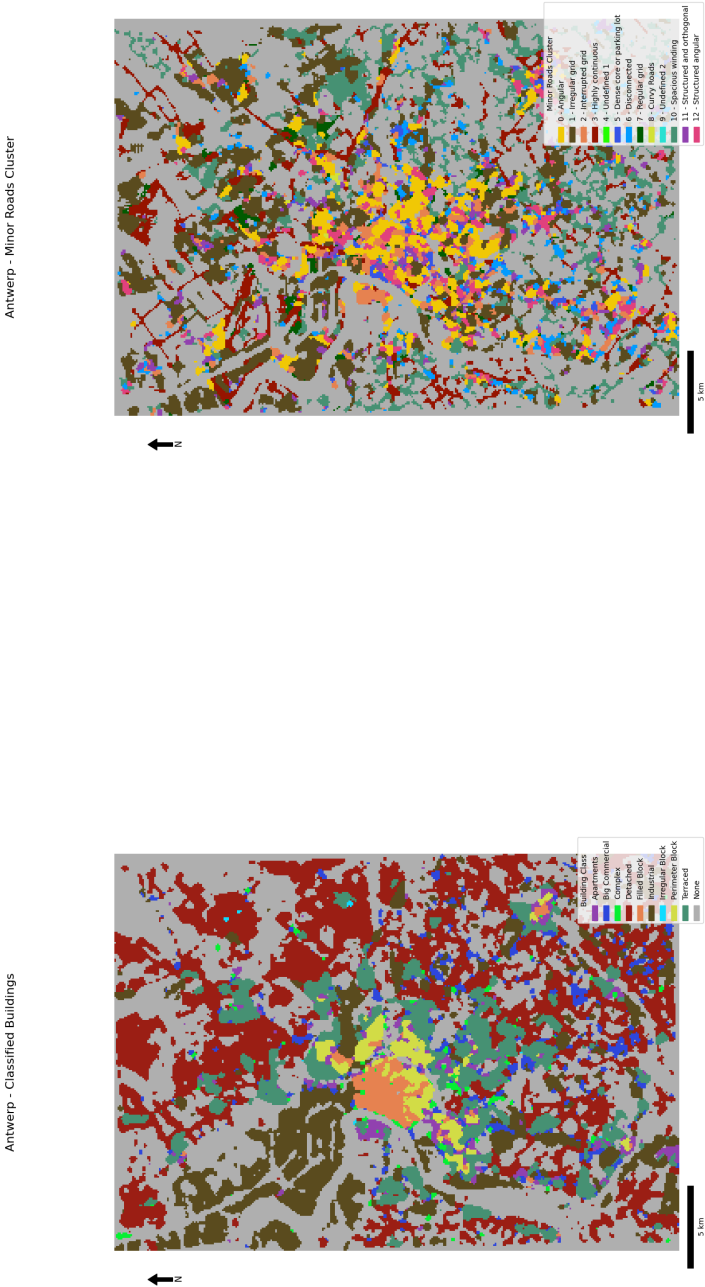 Antwerp - Classified Buildings
Building Class
Apartments
Big Commercial
Complex
Detached
Filled Block
Industrial
Irregular Block
Perimeter Block
Terraced
None
5 km
N
Antwerp - Minor Roads Cluster
Minor Roads Cluster
0 - Angular
1 - Irregular grid
2 - Interrupted grid
3 - Highly continuous
4 - Undefined 1
5 - Dense core or parking lot
6 - Disconnected
7 - Regular grid
8 - Curvy Roads
9 - Undefined 2
10 - Spacious winding
11 - Structured and orthogonal
12 - Structured angular
5 km
N